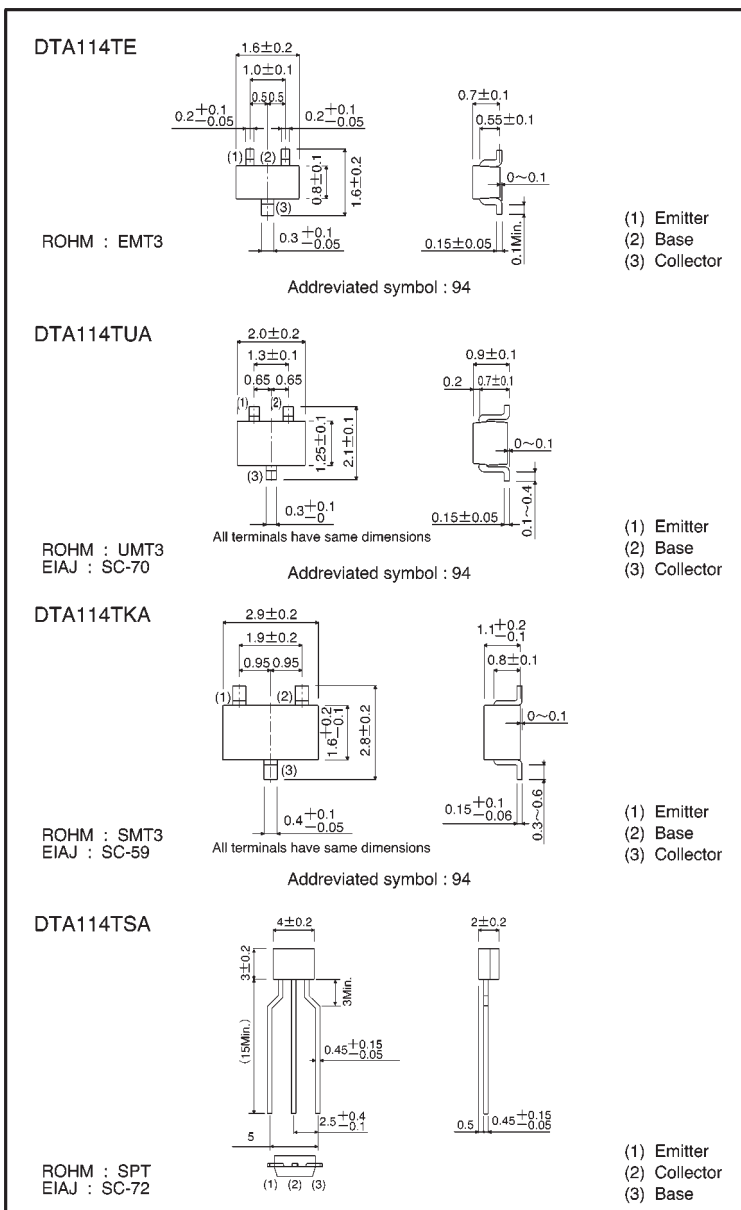 DTA114TE
1.6±0.2
1.0±0.1
0.5 0.5
0.2 +0.1 −0.05
0.2 +0.1 −0.05
(1) (2)
(3)
0.8±0.1
1.6±0.2
0.3 +0.1 −0.05
0.7±0.1
0.55±0.1
0∼0.1
0.15±0.05
0.1Min.
ROHM : EMT3
(1) Emitter
(2) Base
(3) Collector
Addreviated symbol : 94
DTA114TUA
2.0±0.2
1.3±0.1
0.65 0.65
(1) (2)
(3)
1.25±0.1
2.1±0.1
0.3 +0.1 −0
All terminals have same dimensions
0.9±0.1
0.2 0.7±0.1
0∼0.1
0.15±0.05
0.1∼0.4
ROHM : UMT3
EIAJ : SC-70
(1) Emitter
(2) Base
(3) Collector
Addreviated symbol : 94
DTA114TKA
2.9±0.2
1.9±0.2
0.95 0.95
(1) (2)
(3)
1.6 +0.2 −0.1
2.8±0.2
0.4 +0.1 −0.05
All terminals have same dimensions
1.1 +0.2 −0.1
0.8±0.1
0∼0.1
0.15 +0.1 −0.06
0.3∼0.6
ROHM : SMT3
EIAJ : SC-59
(1) Emitter
(2) Base
(3) Collector
Addreviated symbol : 94
DTA114TSA
4±0.2
2±0.2
3±0.2
3Min.
(15Min.)
0.45 +0.15 −0.05
2.5 +0.4 −0.1
5
0.5
0.45 +0.15 −0.05
(1) (2) (3)
ROHM : SPT
EIAJ : SC-72
(1) Emitter
(2) Collector
(3) Base